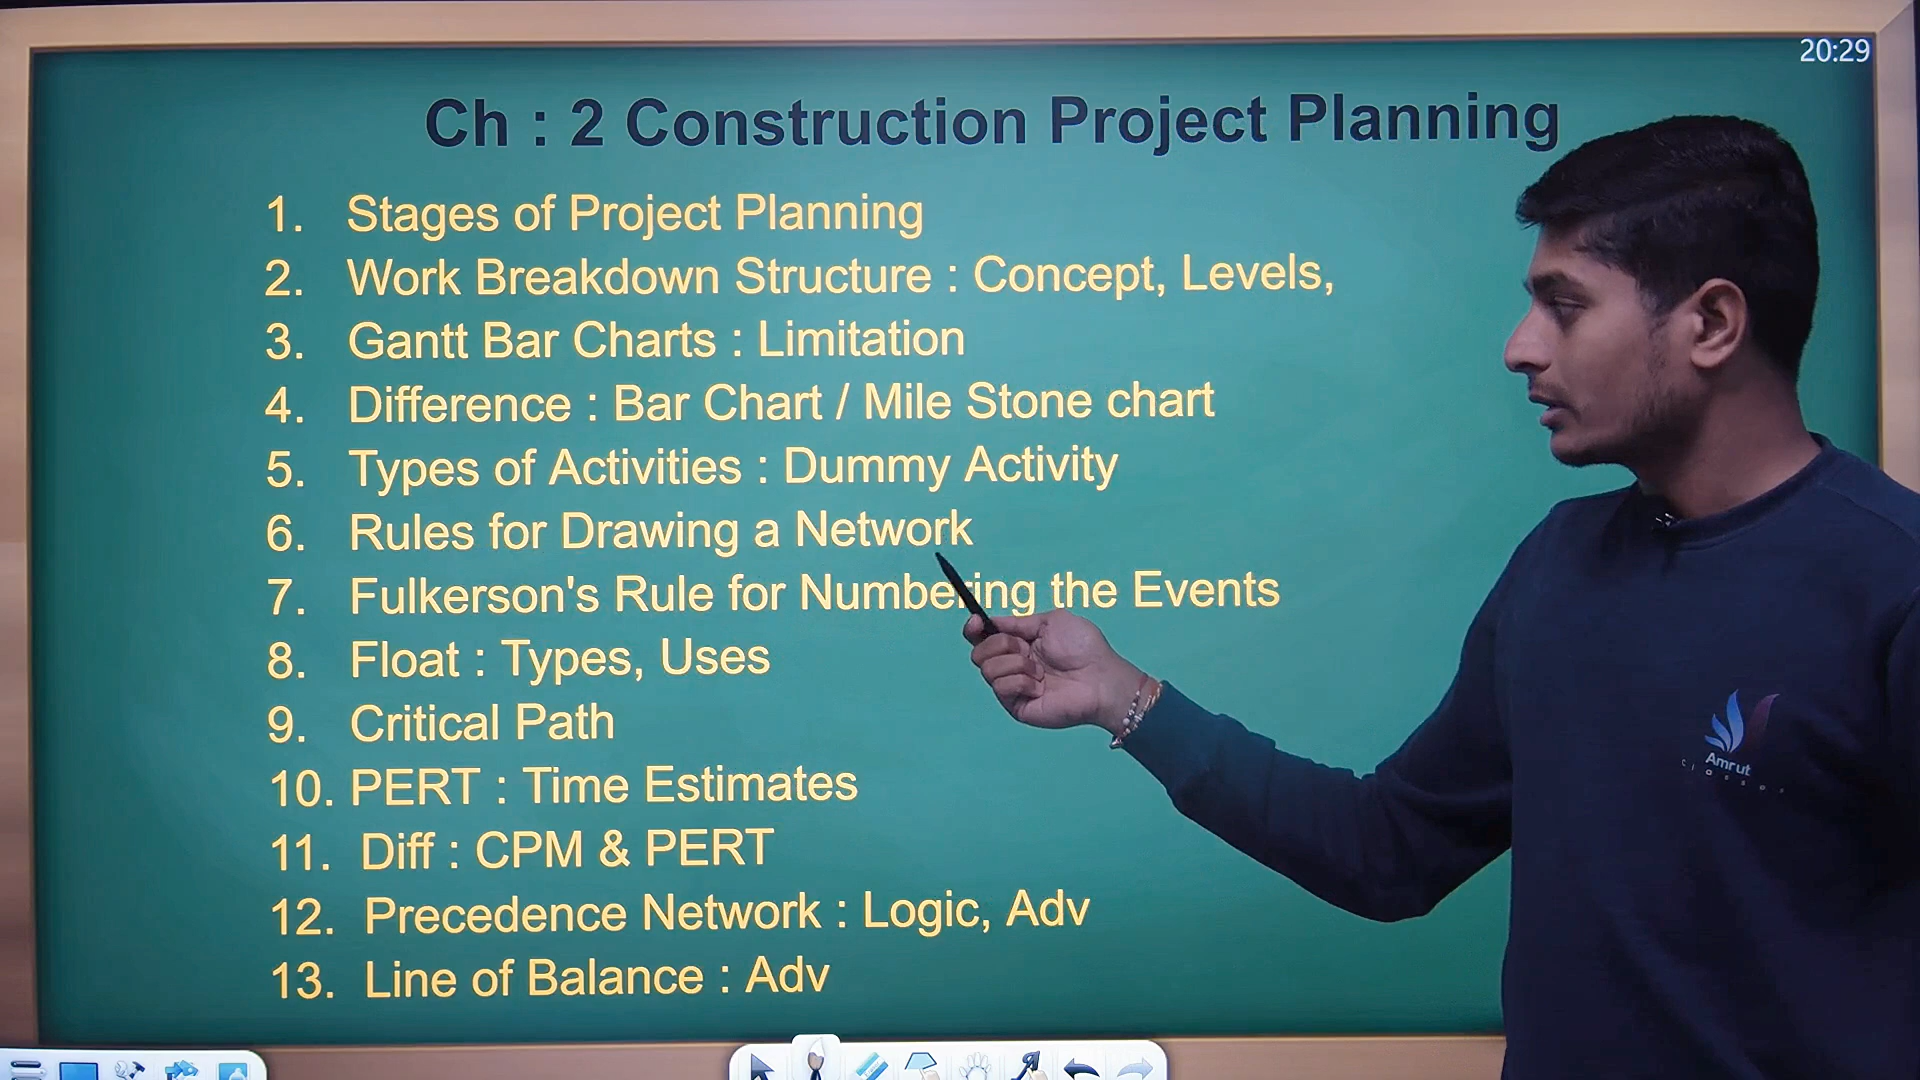 20:29
Ch : 2 Construction Project Planning
1. Stages of Project Planning
2. Work Breakdown Structure : Concept, Levels,
3. Gantt Bar Charts : Limitation
4. Difference : Bar Chart / Mile Stone chart
5. Types of Activities : Dummy Activity
6. Rules for Drawing a Network
7. Fulkerson's Rule for Numbering the Events
8. Float : Types, Uses
9. Critical Path
10. PERT : Time Estimates
11. Diff : CPM & PERT
12. Precedence Network : Logic, Adv
13. Line of Balance : Adv
Amrut
classes